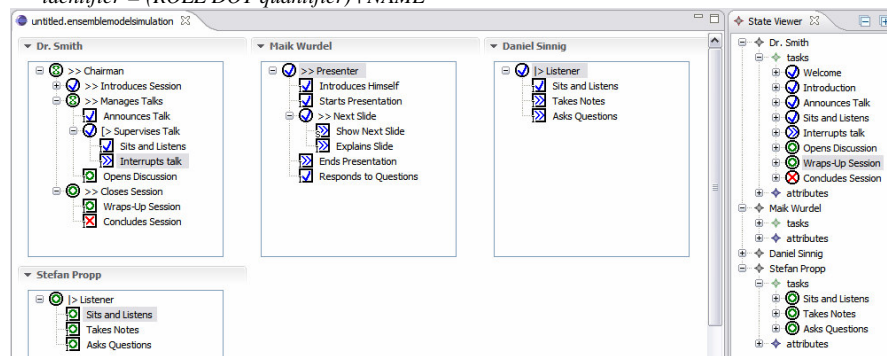 identifier = (ROLE DOT quantifier) | NAME
untitled.ensemblemodelsimulation
Dr. Smith
>> Chairman
>> Introduces Session
>> Manages Talks
Announces Talk
[> Supervises Talk
Sits and Listens
Interrupts talk
Opens Discussion
>> Closes Session
Wraps-Up Session
Concludes Session
Maik Wurdel
>> Presenter
Introduces Himself
Starts Presentation
>> Next Slide
Show Next Slide
Explains Slide
Ends Presentation
Responds to Questions
Daniel Sinnig
|> Listener
Sits and Listens
Takes Notes
Asks Questions
Stefan Propp
|> Listener
Sits and Listens
Takes Notes
Asks Questions
State Viewer
Dr. Smith
tasks
Welcome
Introduction
Announces Talk
Sits and Listens
Interrupts talk
Opens Discussion
Wraps-Up Session
Concludes Session
attributes
Maik Wurdel
tasks
attributes
Daniel Sinnig
Stefan Propp
tasks
Sits and Listens
Takes Notes
Asks Questions
attributes